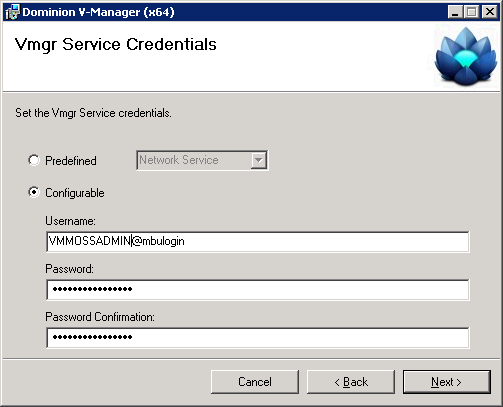 Dominion V-Manager (x64)
Vmgr Service Credentials
Set the Vmgr Service credentials.
Predefined
Network Service
Configurable
Username:
VMMOSSADMIN@mbulogin
Password:
••••••••••••••••
Password Confirmation:
••••••••••••••••
Cancel
< Back
Next >